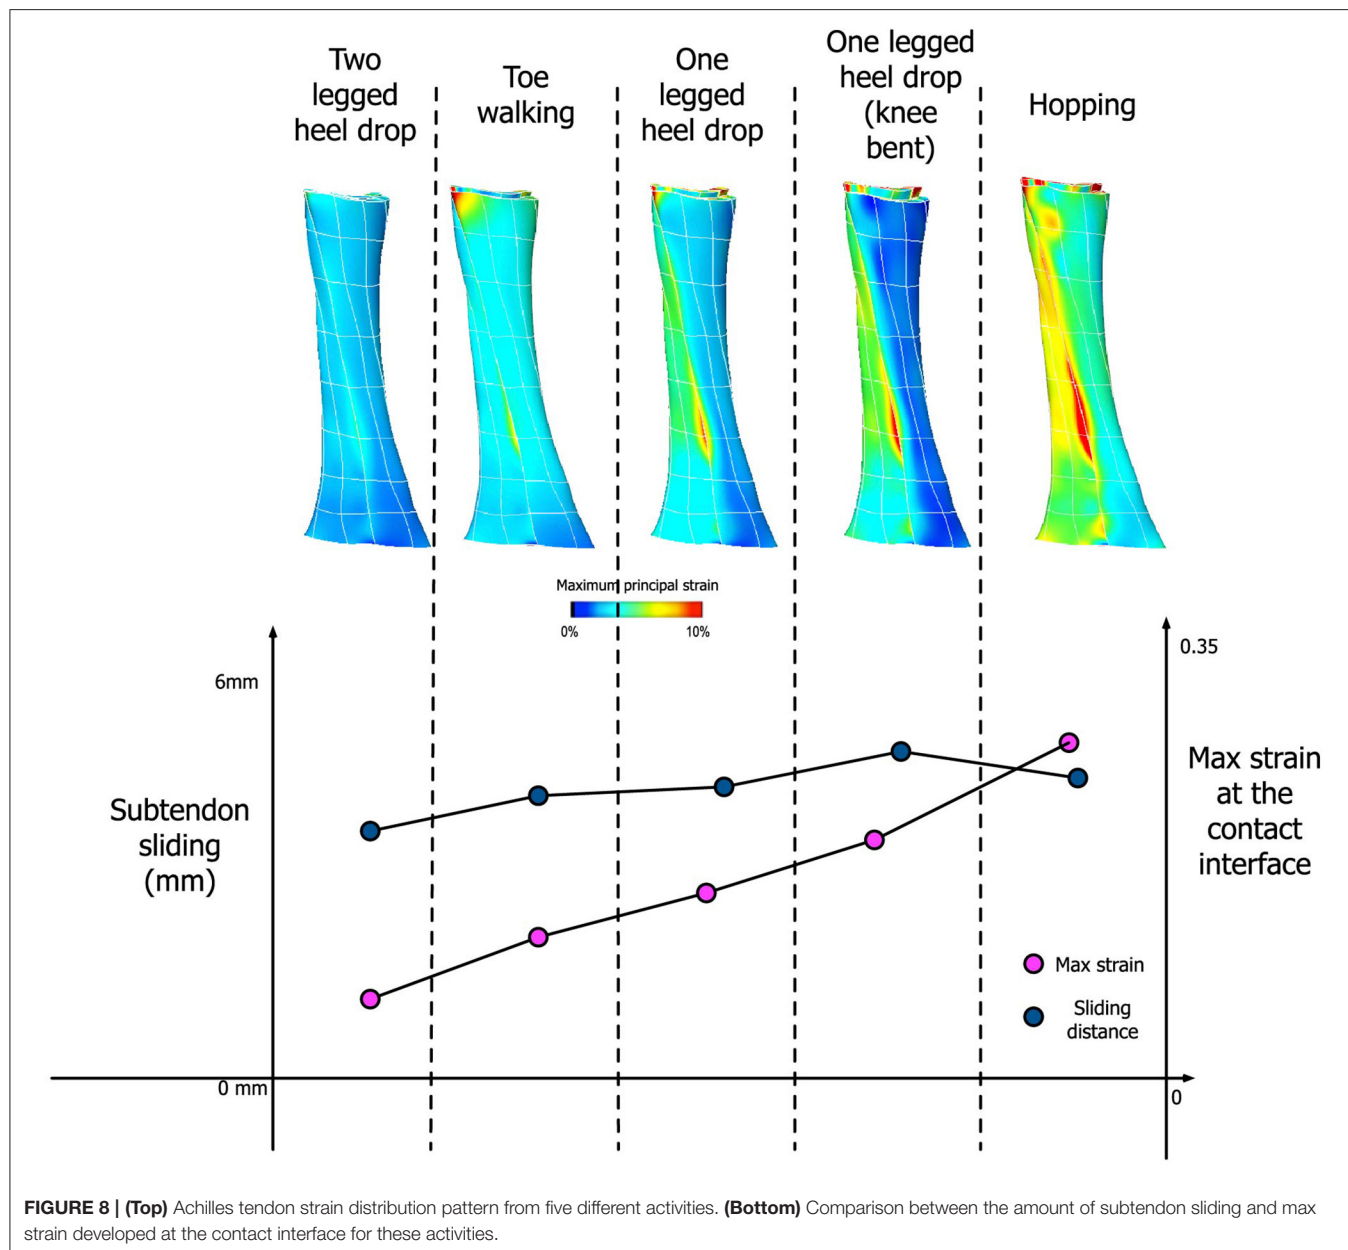 Two
legged
heel drop
Toe
walking
One
legged
heel drop
One legged
heel drop
(knee
bent)
Hopping
Maximum principal strain
0%
10%
6mm
0.35
Subtendon
sliding
(mm)
Max strain
at the
contact
interface
Max strain
Sliding
distance
0 mm
0
FIGURE 8 | (Top) Achilles tendon strain distribution pattern from five different activities. (Bottom) Comparison between the amount of subtendon sliding and max
strain developed at the contact interface for these activities.